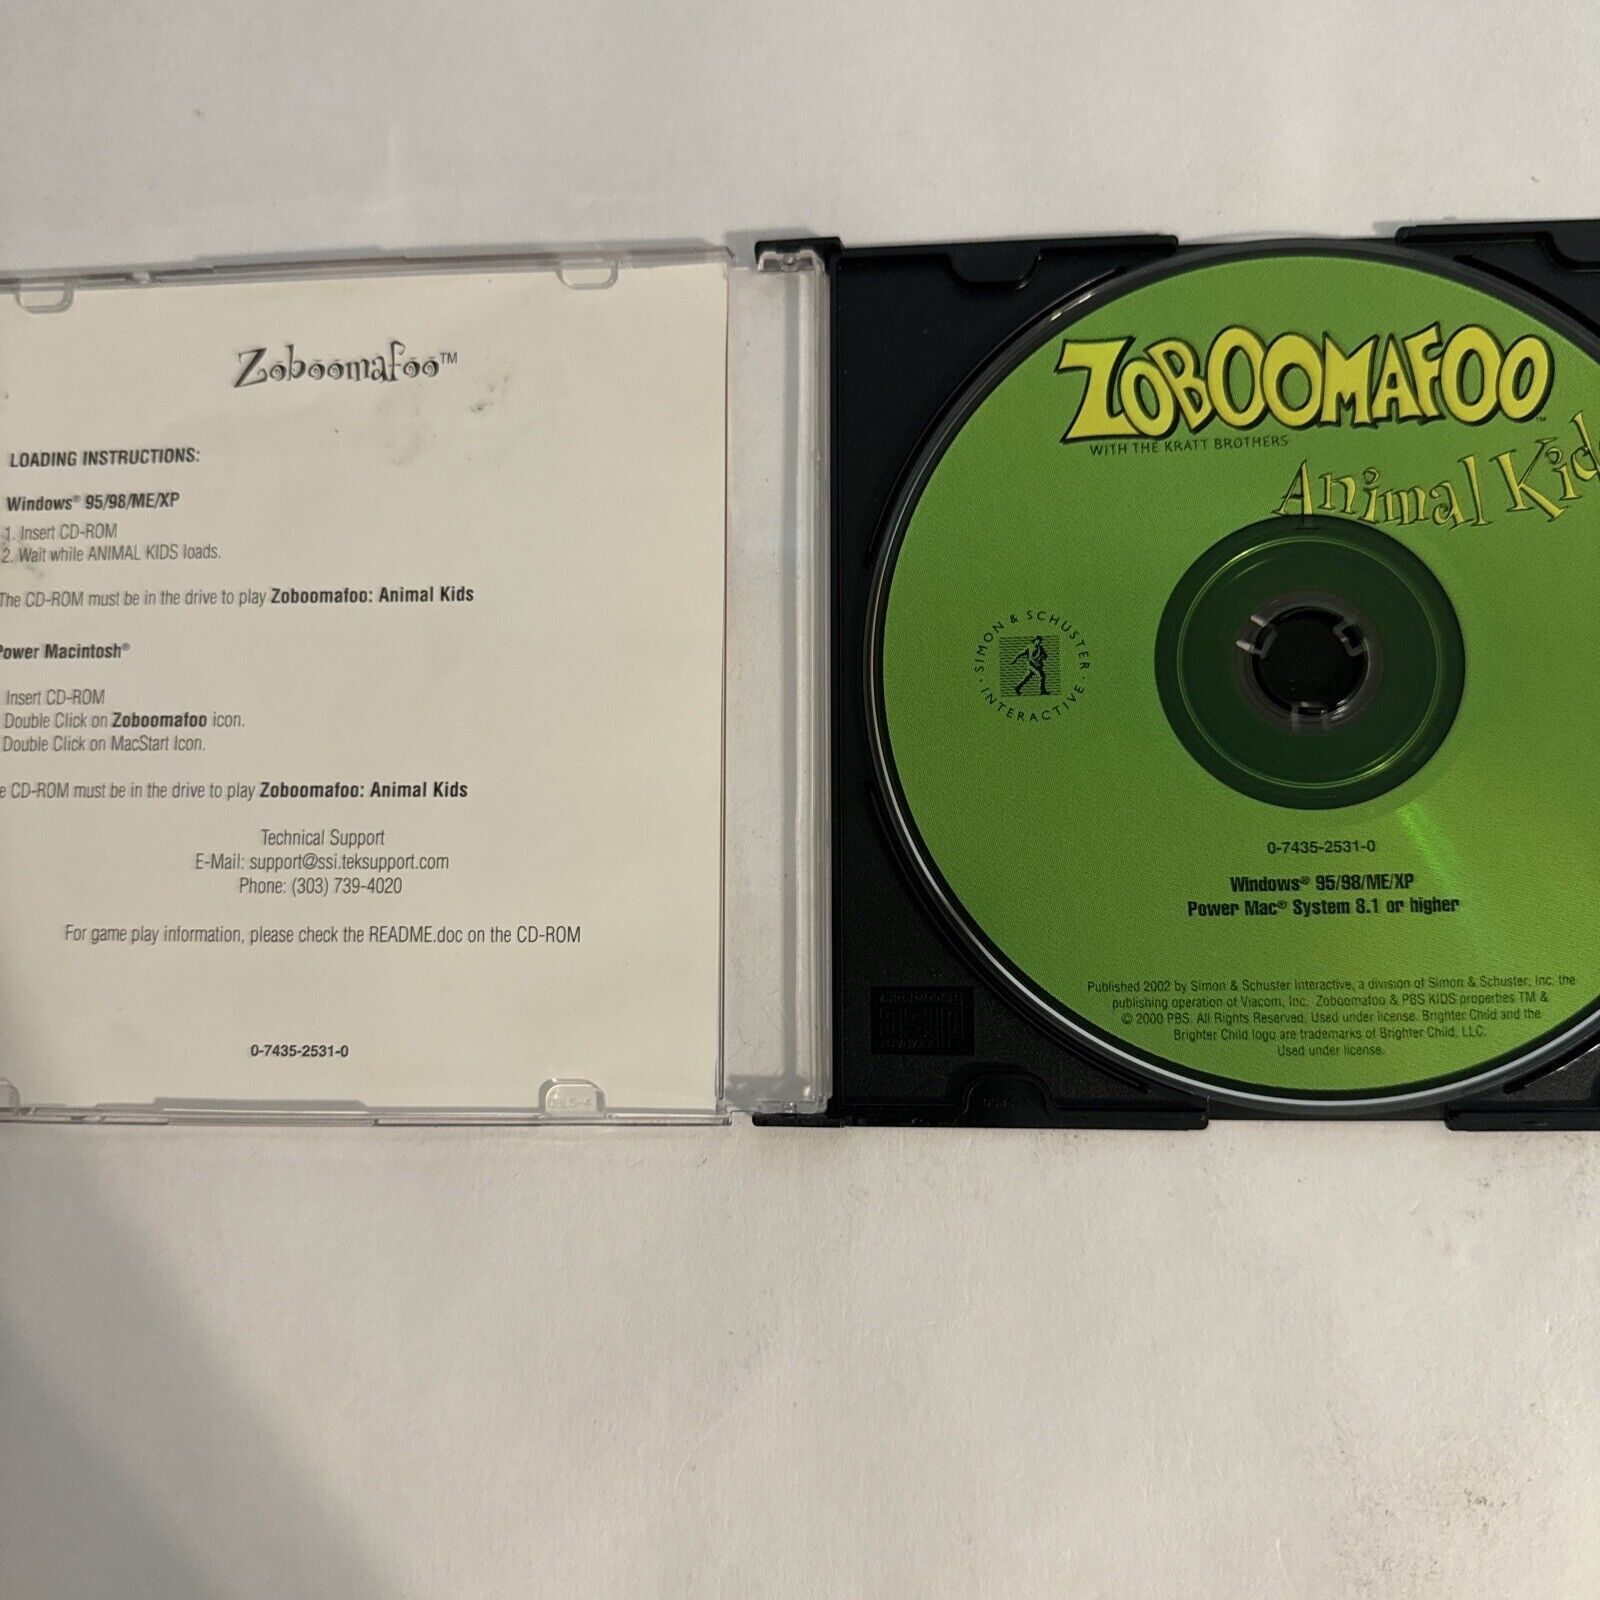 Zoboomafoo™
LOADING INSTRUCTIONS:
Windows® 95/98/ME/XP
1. Insert CD-ROM
2. Wait while ANIMAL KIDS loads.
The CD-ROM must be in the drive to play Zoboomafoo: Animal Kids
Power Macintosh®
Insert CD-ROM
Double Click on Zoboomafoo icon.
Double Click on MacStart Icon.
e CD-ROM must be in the drive to play Zoboomafoo: Animal Kids
Technical Support
E-Mail: support@ssi.teksupport.com
Phone: (303) 739-4020
For game play information, please check the README.doc on the CD-ROM
0-7435-2531-0
08L5-4
ZOBOOMAFOO™
WITH THE KRATT BROTHERS
Animal Kids
SIMON & SCHUSTER · INTERACTIVE ·
0-7435-2531-0
Windows® 95/98/ME/XP
Power Mac® System 8.1 or higher
Published 2002 by Simon & Schuster Interactive, a division of Simon & Schuster, Inc. the
publishing operation of Viacom, Inc. Zoboomafoo & PBS KIDS properties TM &
© 2000 PBS. All Rights Reserved. Used under license. Brighter Child and the
Brighter Child logo are trademarks of Brighter Child, LLC.
Used under license.